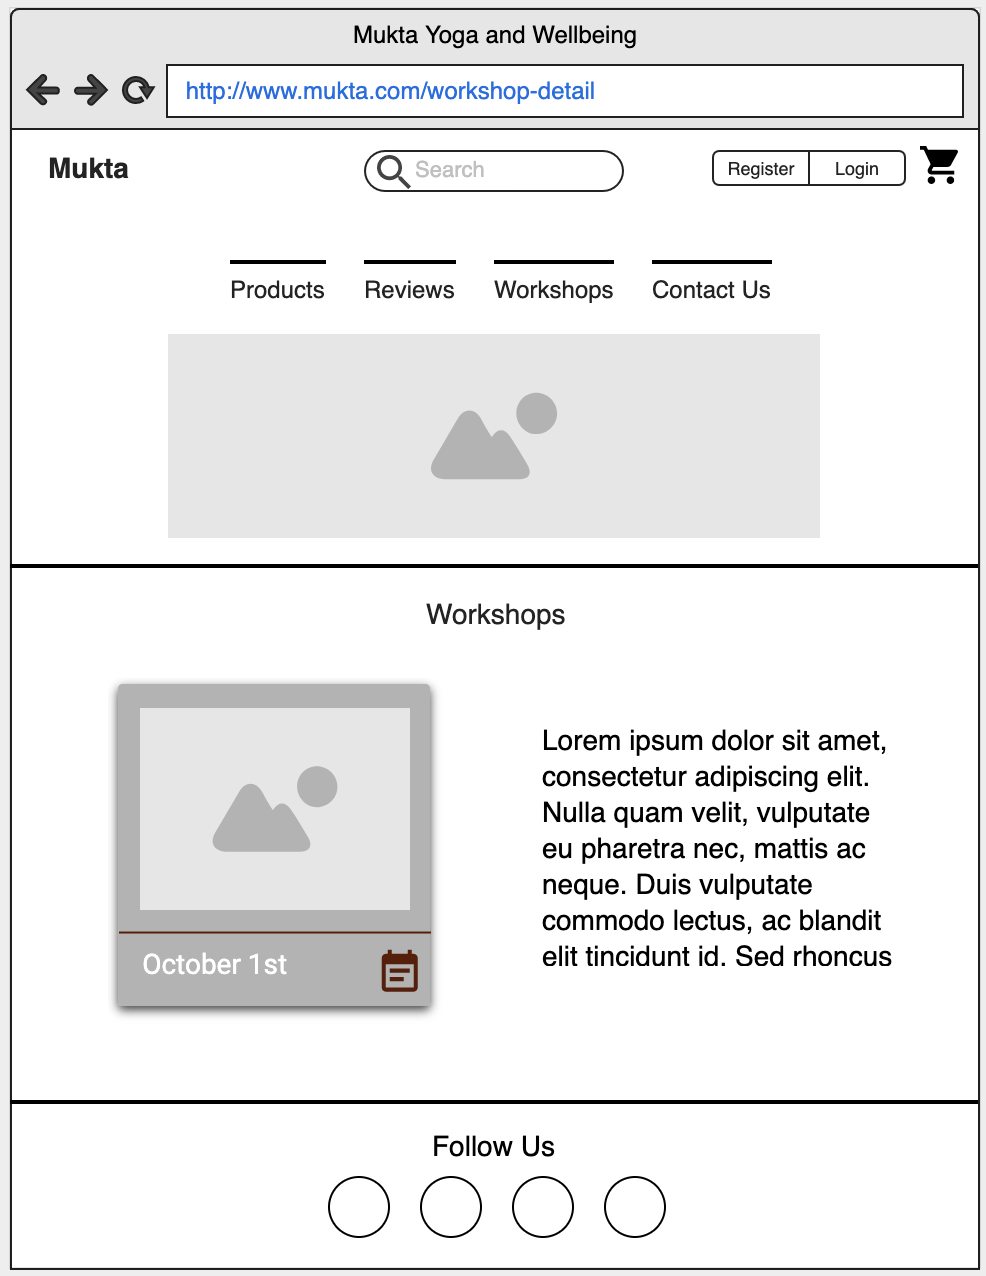 Mukta Yoga and Wellbeing
http://www.mukta.com/workshop-detail
Mukta
Search
Register
Login
Products
Reviews
Workshops
Contact Us
Workshops
Lorem ipsum dolor sit amet,
consectetur adipiscing elit.
Nulla quam velit, vulputate
eu pharetra nec, mattis ac
neque. Duis vulputate
commodo lectus, ac blandit
elit tincidunt id. Sed rhoncus
October 1st
Follow Us